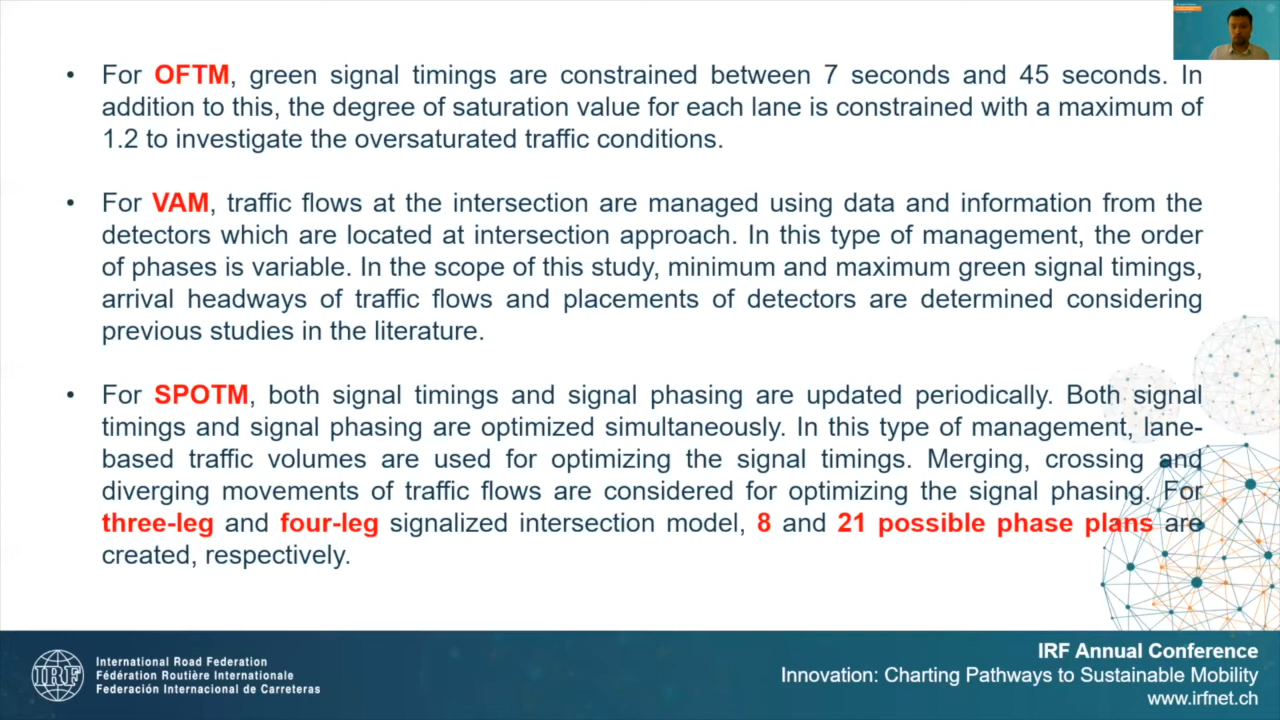 • For OFTM, green signal timings are constrained between 7 seconds and 45 seconds. In
addition to this, the degree of saturation value for each lane is constrained with a maximum of
1.2 to investigate the oversaturated traffic conditions.
• For VAM, traffic flows at the intersection are managed using data and information from the
detectors which are located at intersection approach. In this type of management, the order
of phases is variable. In the scope of this study, minimum and maximum green signal timings,
arrival headways of traffic flows and placements of detectors are determined considering
previous studies in the literature.
• For SPOTM, both signal timings and signal phasing are updated periodically. Both signal
timings and signal phasing are optimized simultaneously. In this type of management, lane-
based traffic volumes are used for optimizing the signal timings. Merging, crossing and
diverging movements of traffic flows are considered for optimizing the signal phasing. For
three-leg and four-leg signalized intersection model, 8 and 21 possible phase plans are
created, respectively.
IRF
International Road Federation
Fédération Routière Internationale
Federación Internacional de Carreteras
IRF Annual Conference
Innovation: Charting Pathways to Sustainable Mobility
www.irfnet.ch